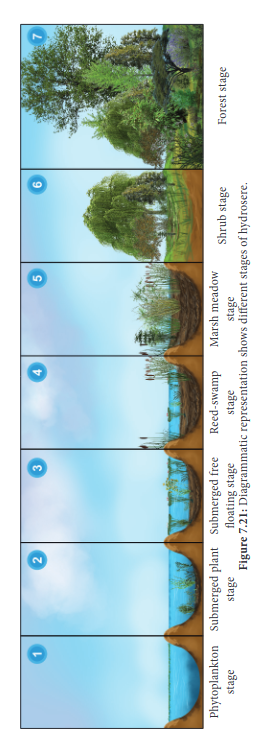 1
2
3
4
5
6
7
Phytoplankton
stage
Submerged plant
stage
Submerged free
floating stage
Reed-swamp
stage
Marsh meadow
stage
Shrub stage
Forest stage
Figure 7.21: Diagrammatic representation shows different stages of hydrosere.